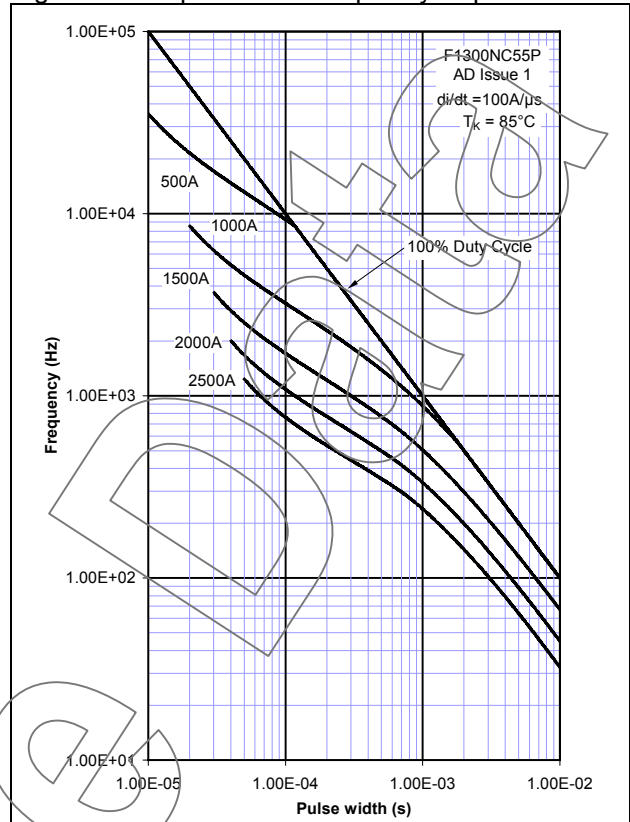 1.00E+05
F1300NC55P
AD Issue 1
di/dt =100A/µs
TK = 85°C
500A
1.00E+04
1000A
100% Duty Cycle
1500A
2000A
2500A
1.00E+03
Frequency (Hz)
1.00E+02
1.00E+01
1.00E-05
1.00E-04
1.00E-03
1.00E-02
Pulse width (s)